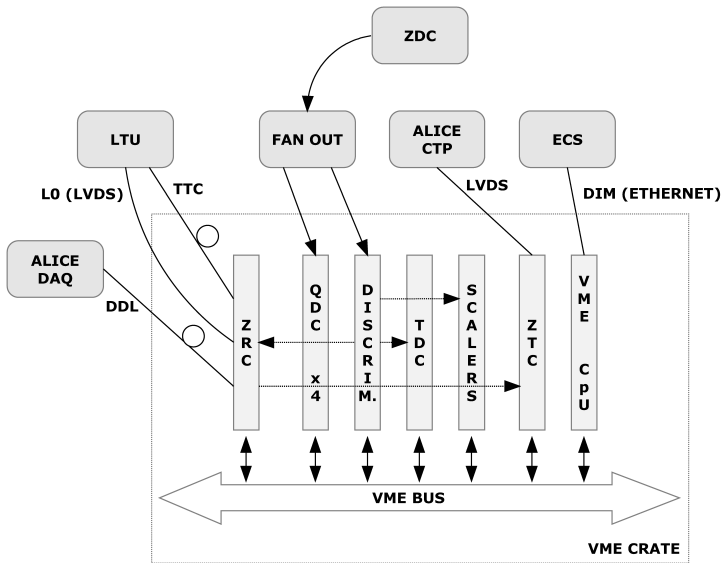 ZDC
LTU
FAN OUT
ALICE
CTP
ECS
L0 (LVDS)
TTC
LVDS
DIM (ETHERNET)
ALICE
DAQ
DDL
ZRC
QDC x4
DISCRIM.
TDC
SCALERS
ZTC
VME CpU
VME BUS
VME CRATE